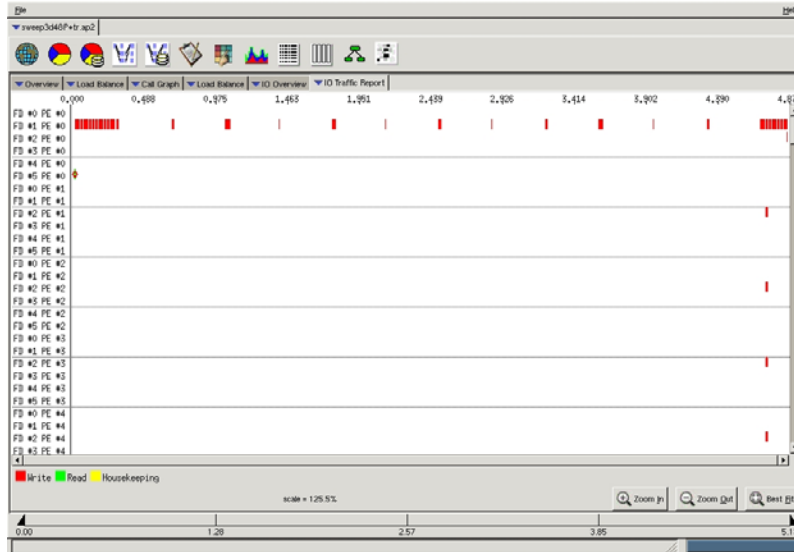 File Hel
sweep3d48P+tr.ap2
Overview Load Balance Call Graph Load Balance IO Overview IO Traffic Report
0.000 0.488 0.975 1.463 1.951 2.439 2.926 3.414 3.902 4.390 4.87
FD #0 PE #0
FD #1 PE #0
FD #2 PE #0
FD #3 PE #0
FD #4 PE #0
FD #5 PE #0
FD #0 PE #1
FD #1 PE #1
FD #2 PE #1
FD #3 PE #1
FD #4 PE #1
FD #5 PE #1
FD #0 PE #2
FD #1 PE #2
FD #2 PE #2
FD #3 PE #2
FD #4 PE #2
FD #5 PE #2
FD #0 PE #3
FD #1 PE #3
FD #2 PE #3
FD #3 PE #3
FD #4 PE #3
FD #5 PE #3
FD #0 PE #4
FD #1 PE #4
FD #2 PE #4
FD #3 PE #4
Write Read Housekeeping
scale = 125.5% Zoom In Zoom Out Best Fit
0.00 1.28 2.57 3.85 5.1